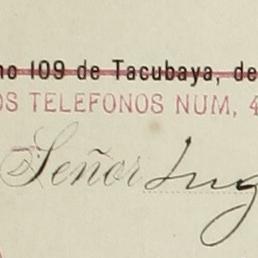 no 109 de Tacubaya, de
OS TELEFONOS NUM, 4
Señor Ing